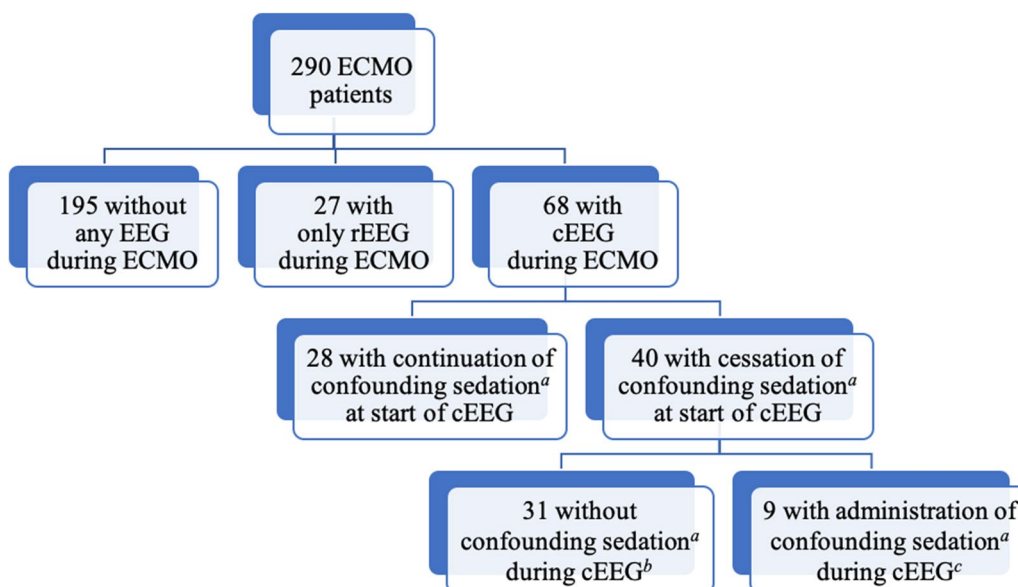 290 ECMO
patients
195 without
any EEG
during ECMO
27 with
only rEEG
during ECMO
68 with
cEEG
during ECMO
28 with continuation of
confounding sedationᵃ
at start of cEEG
40 with cessation of
confounding sedationᵃ
at start of cEEG
31 without
confounding sedationᵃ
during cEEGᵇ
9 with administration of
confounding sedationᵃ
during cEEGᶜ